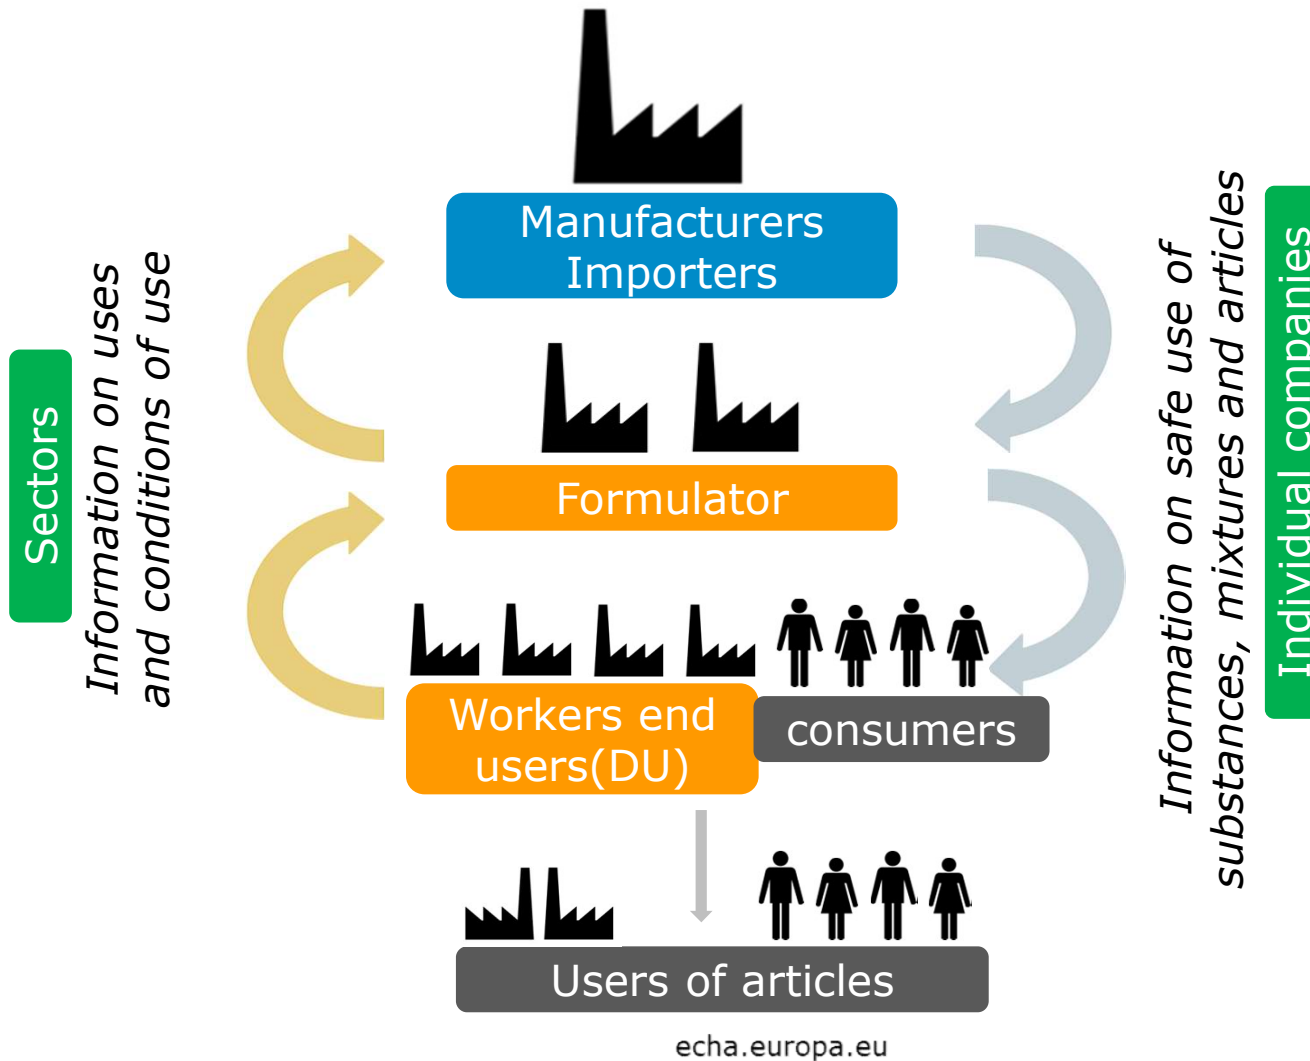 Manufacturers
Importers
Formulator
Workers end
users(DU)
consumers
Users of articles
Sectors
Information on uses
and conditions of use
Information on safe use of
substances, mixtures and articles
Individual companies
echa.europa.eu